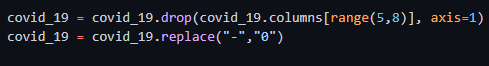 covid_19 = covid_19.drop(covid_19.columns[range(5,8)], axis=1)
covid_19 = covid_19.replace("-","0")